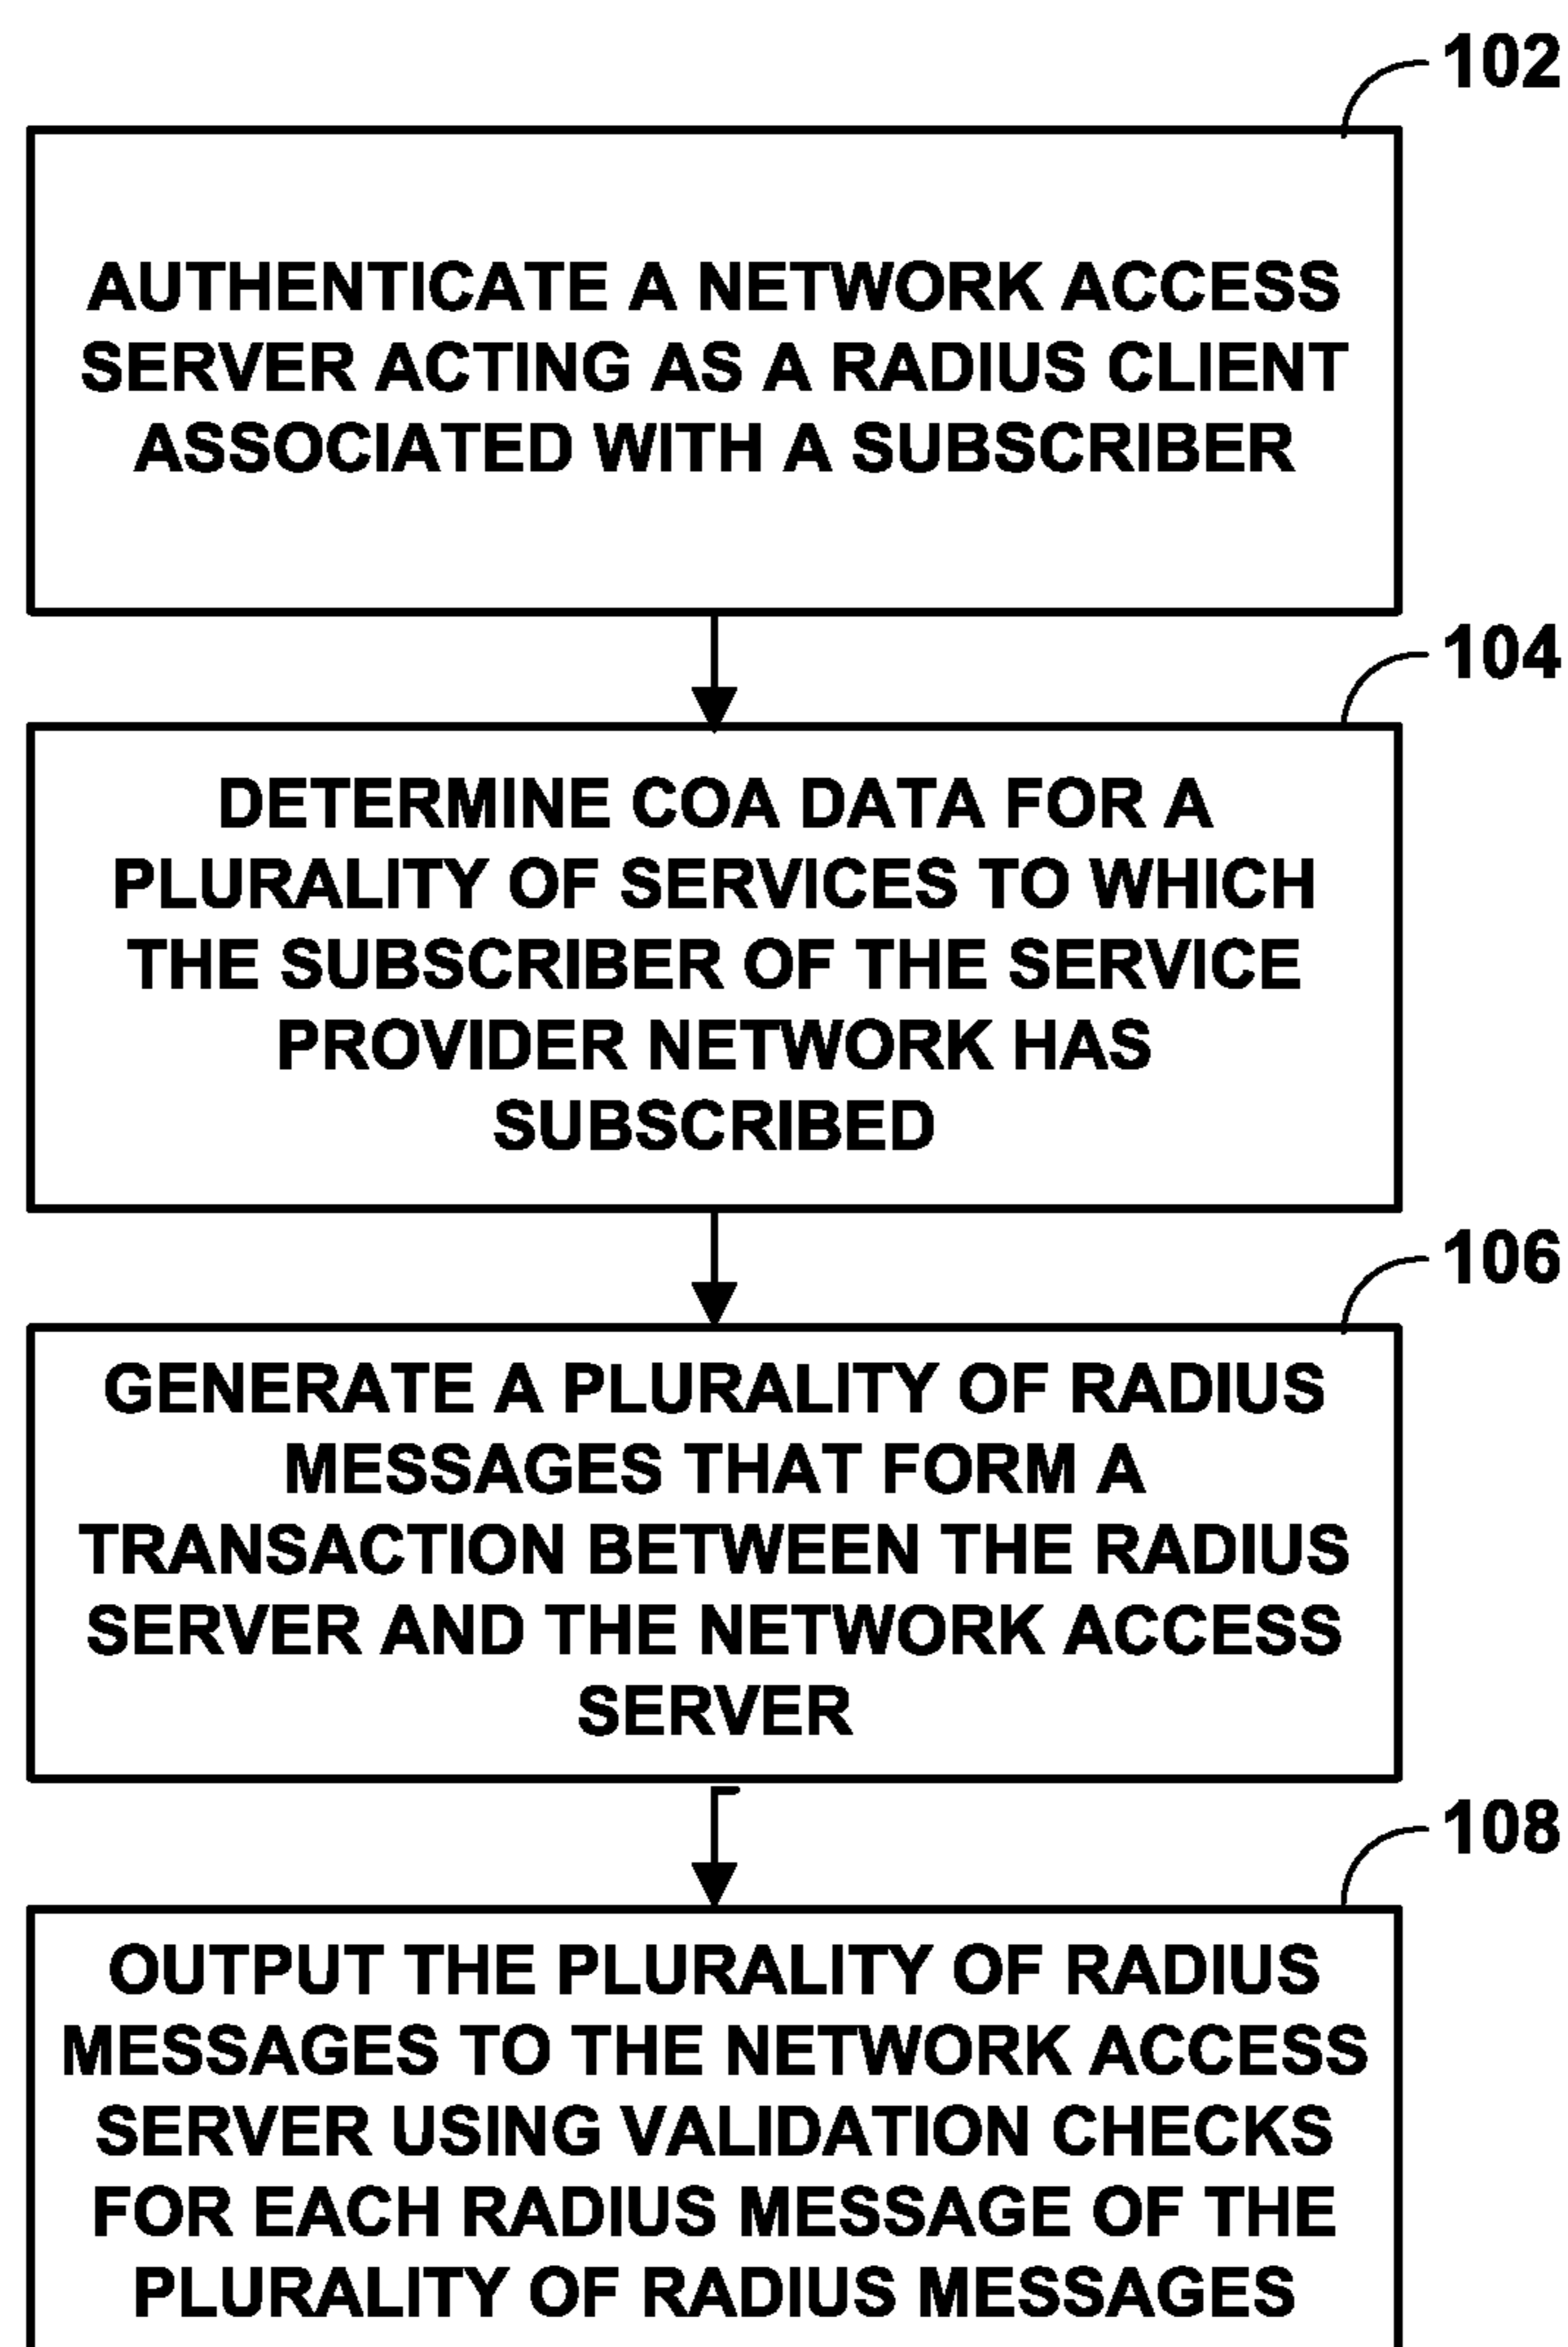 102
AUTHENTICATE A NETWORK ACCESS
SERVER ACTING AS A RADIUS CLIENT
ASSOCIATED WITH A SUBSCRIBER
104
DETERMINE COA DATA FOR A
PLURALITY OF SERVICES TO WHICH
THE SUBSCRIBER OF THE SERVICE
PROVIDER NETWORK HAS
SUBSCRIBED
106
GENERATE A PLURALITY OF RADIUS
MESSAGES THAT FORM A
TRANSACTION BETWEEN THE RADIUS
SERVER AND THE NETWORK ACCESS
SERVER
108
OUTPUT THE PLURALITY OF RADIUS
MESSAGES TO THE NETWORK ACCESS
SERVER USING VALIDATION CHECKS
FOR EACH RADIUS MESSAGE OF THE
PLURALITY OF RADIUS MESSAGES